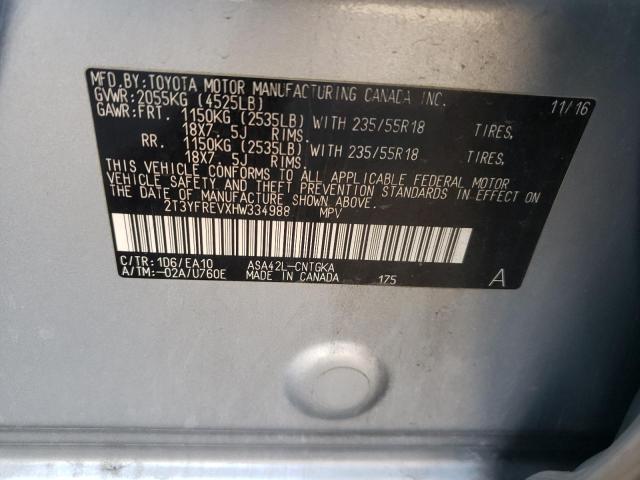 MFD.BY:TOYOTA MOTOR MANUFACTURING CANADA INC.
GVWR:2055KG (4525LB) 11/16
GAWR:FRT. 1150KG (2535LB) WITH 235/55R18 TIRES,
18X7.5J RIMS.
RR. 1150KG (2535LB) WITH 235/55R18 TIRES,
18X7.5J RIMS.
THIS VEHICLE CONFORMS TO ALL APPLICABLE FEDERAL MOTOR
VEHICLE SAFETY AND THEFT PREVENTION STANDARDS IN EFFECT ON
THE DATE OF MANUFACTURE SHOWN ABOVE.
2T3YFREVXHW334988 MPV
C/TR:1D6/EA10 ASA42L-CNTGKA
A/TM:-02A/U760E MADE IN CANADA 175 A